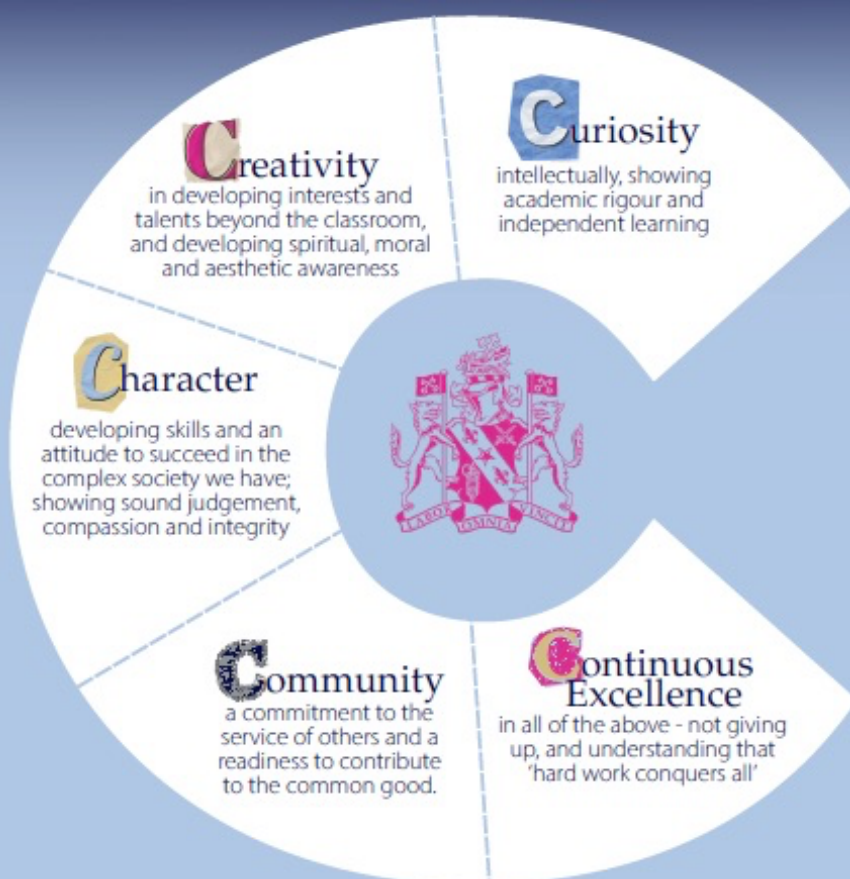 Curiosity
intellectually, showing
academic rigour and
independent learning
Creativity
in developing interests and
talents beyond the classroom,
and developing spiritual, moral
and aesthetic awareness
Character
developing skills and an
attitude to succeed in the
complex society we have;
showing sound judgement,
compassion and integrity
Community
a commitment to the
service of others and a
readiness to contribute
to the common good.
Continuous
Excellence
in all of the above - not giving
up, and understanding that
‘hard work conquers all’
LABOR OMNIA VINCIT